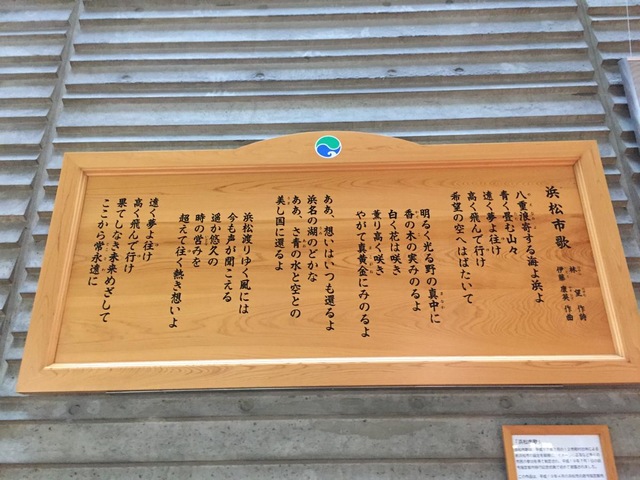 浜松市歌
林 望 作詩
伊藤 康英 作曲
八重浪寄する海よ浜よ
青く畳む山々
遠く夢よ往け
高く飛んで行け
希望の空へはばたいて
明るく光る野の真中に
香の木の実みのるよ
白く花は咲き
薫り高く咲き
やがて真黄金にみのるよ
ああ、想いはいつも還るよ
浜名の湖のどかな
ああ、さ青の水と空との
美し国に還るよ
浜松渡りゆく風には
今も声が聞こえる
遥か悠久の
時の営みを
超えて往く熱き想いよ
遠く夢よ往け
高く飛んで行け
果てしなき未来めざして
ここから常永遠に
「浜松市歌」